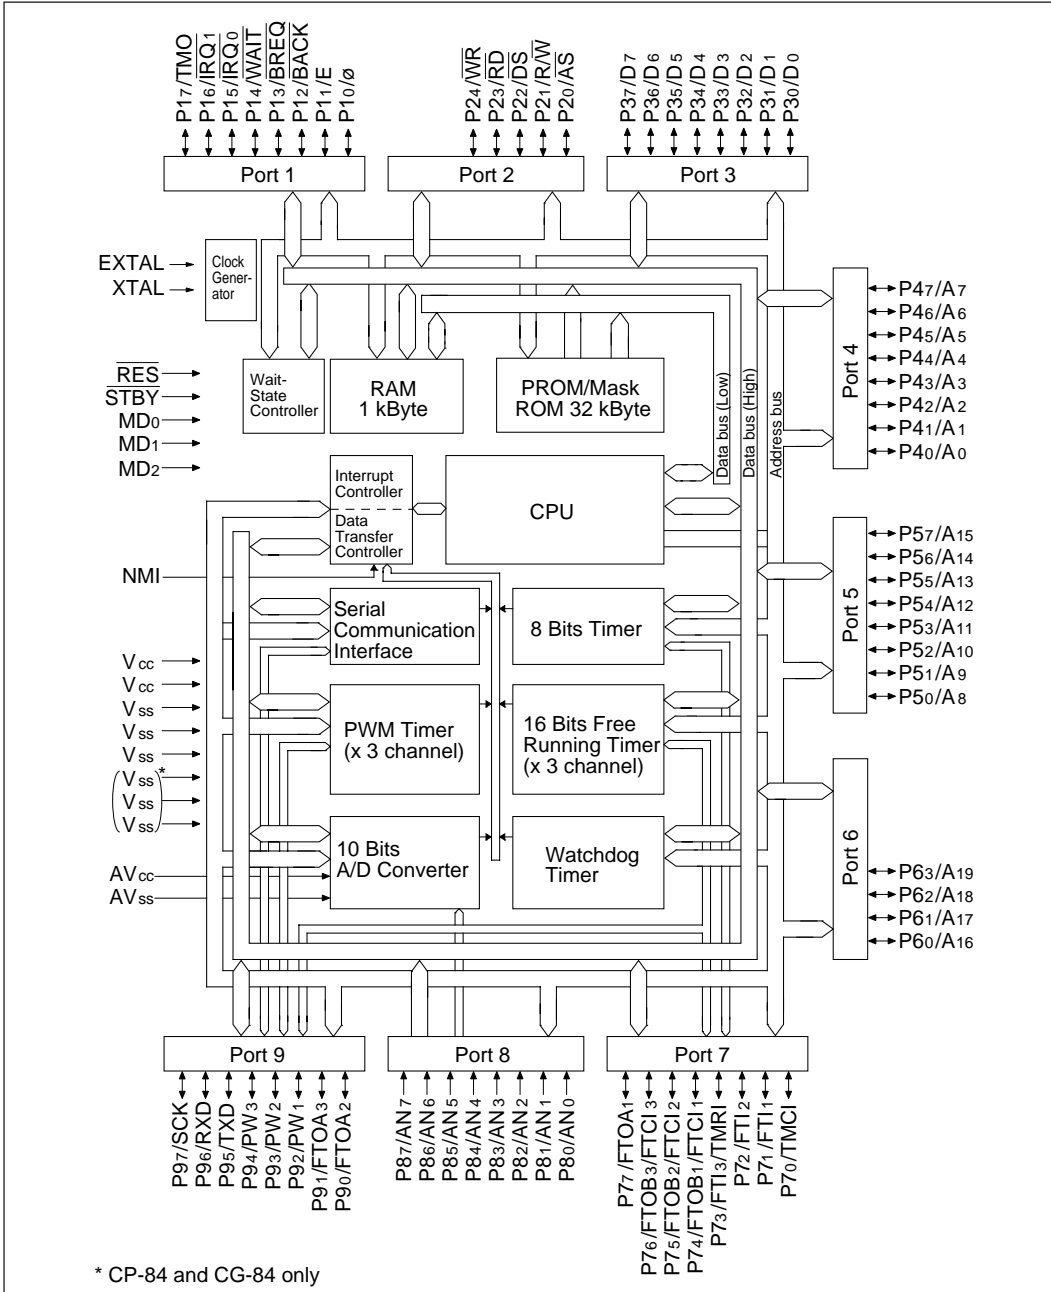 P17/TMO
P16/IRQ1
P15/IRQ0
P14/WAIT
P13/BREQ
P12/BACK
P11/E
P10/ø
P24/WR
P23/RD
P22/DS
P21/R/W
P20/AS
P37/D7
P36/D6
P35/D5
P34/D4
P33/D3
P32/D2
P31/D1
P30/D0
Port 1
Port 2
Port 3
EXTAL
XTAL
Clock
Gener-
ator
RES
STBY
MD0
MD1
MD2
Wait-
State
Controller
RAM
1 kByte
PROM/Mask
ROM 32 kByte
Data bus (Low)
Data bus (High)
Address bus
Port 4
P47/A7
P46/A6
P45/A5
P44/A4
P43/A3
P42/A2
P41/A1
P40/A0
Interrupt
Controller
Data
Transfer
Controller
CPU
NMI
Port 5
P57/A15
P56/A14
P55/A13
P54/A12
P53/A11
P52/A10
P51/A9
P50/A8
Serial
Communication
Interface
8 Bits Timer
Vcc
Vcc
Vss
Vss
Vss
(Vss)*
Vss
Vss
PWM Timer
(x 3 channel)
16 Bits Free
Running Timer
(x 3 channel)
AVcc
AVss
10 Bits
A/D Converter
Watchdog
Timer
Port 6
P63/A19
P62/A18
P61/A17
P60/A16
Port 9
Port 8
Port 7
P97/SCK
P96/RXD
P95/TXD
P94/PW3
P93/PW2
P92/PW1
P91/FTOA3
P90/FTOA2
P87/AN7
P86/AN6
P85/AN5
P84/AN4
P83/AN3
P82/AN2
P81/AN1
P80/AN0
P77/FTOA1
P76/FTOB3/FTCI3
P75/FTOB2/FTCI2
P74/FTOB1/FTCI1
P73/FTI3/TMRI
P72/FTI2
P71/FTI1
P70/TMCI
* CP-84 and CG-84 only